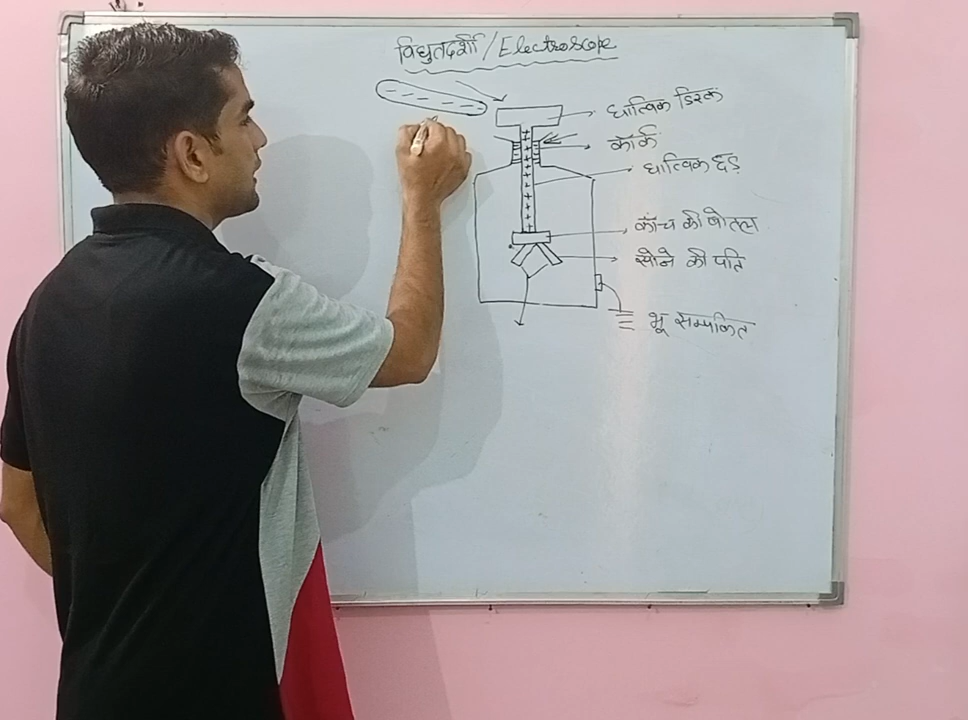 विद्युतदर्शी / Electroscope
धात्विक डिस्क
कॉर्क
धात्विक छड़
काँच की बोतल
सोने की पति
भू सम्पर्कित